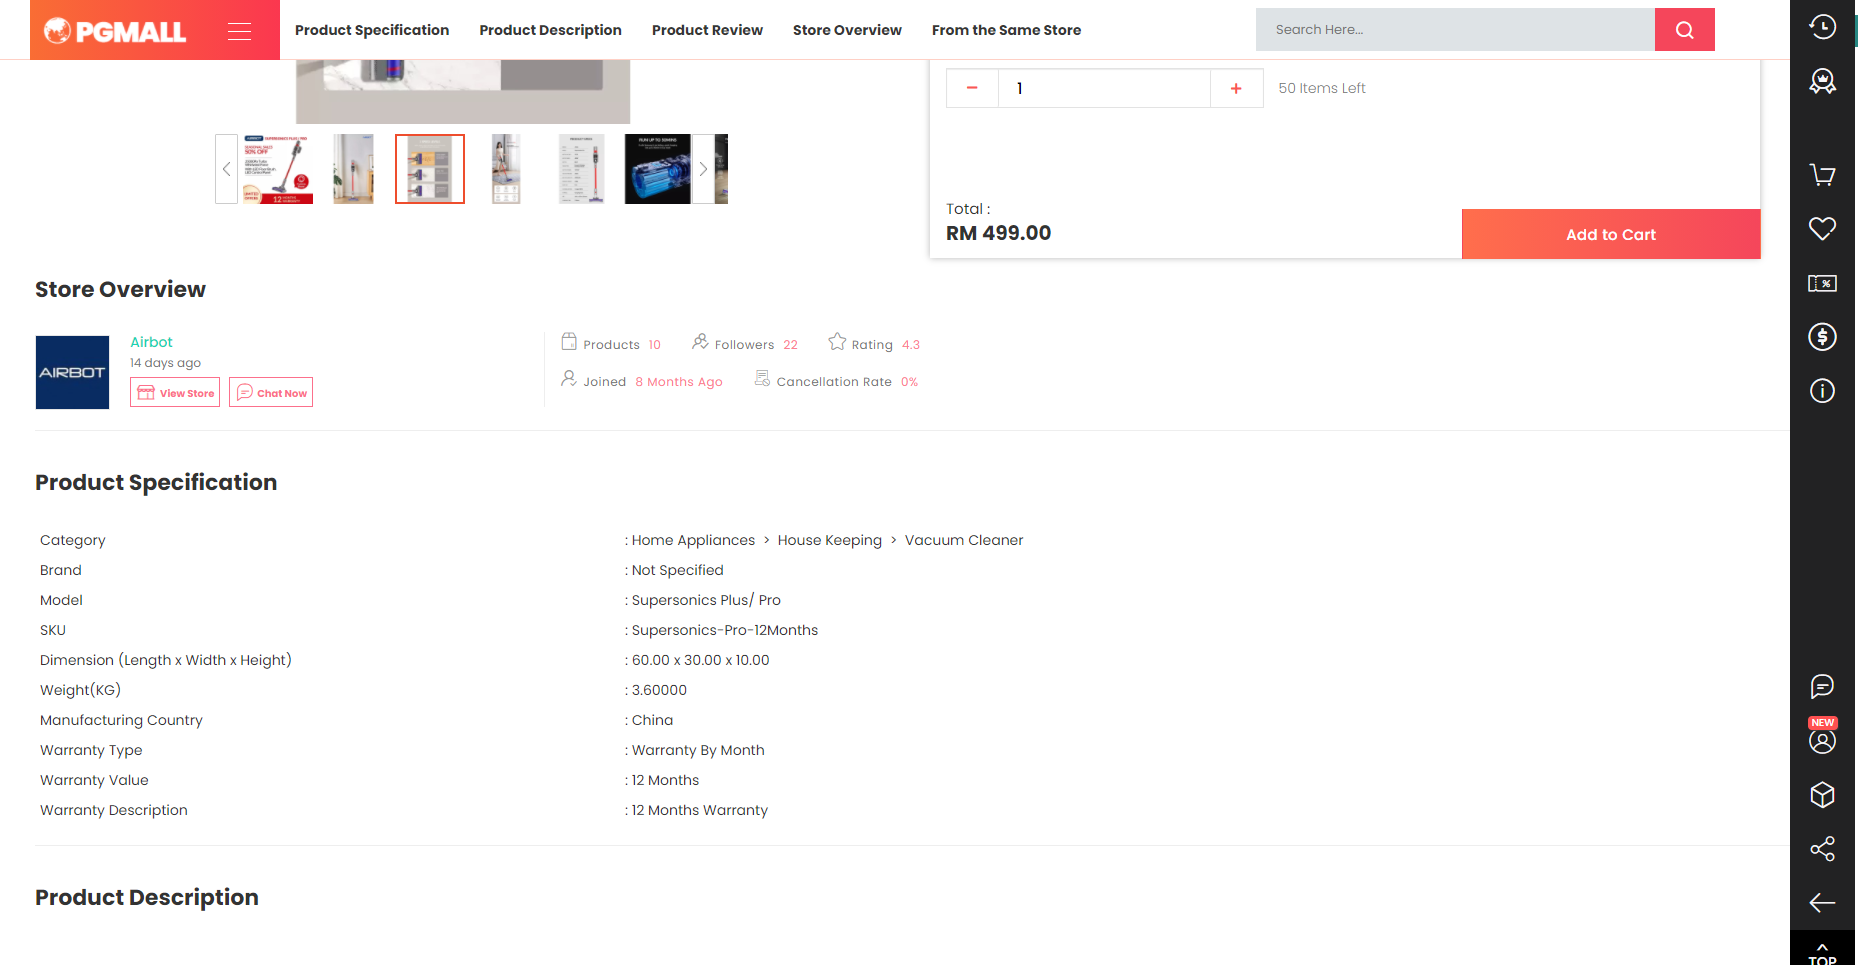 PGMALL
Product Specification
Product Description
Product Review
Store Overview
From the Same Store
Search Here...
1
50 Items Left
SEASONAL SALES
50% OFF
12
Total :
RM 499.00
Add to Cart
Store Overview
AIRBOT
Airbot
14 days ago
View Store
Chat Now
Products 10
Followers 22
Rating 4.3
Joined 8 Months Ago
Cancellation Rate 0%
Product Specification
Category : Home Appliances > House Keeping > Vacuum Cleaner
Brand : Not Specified
Model : Supersonics Plus/ Pro
SKU : Supersonics-Pro-12Months
Dimension (Length x Width x Height) : 60.00 x 30.00 x 10.00
Weight(KG) : 3.60000
Manufacturing Country : China
Warranty Type : Warranty By Month
Warranty Value : 12 Months
Warranty Description : 12 Months Warranty
Product Description
NEW
TOP